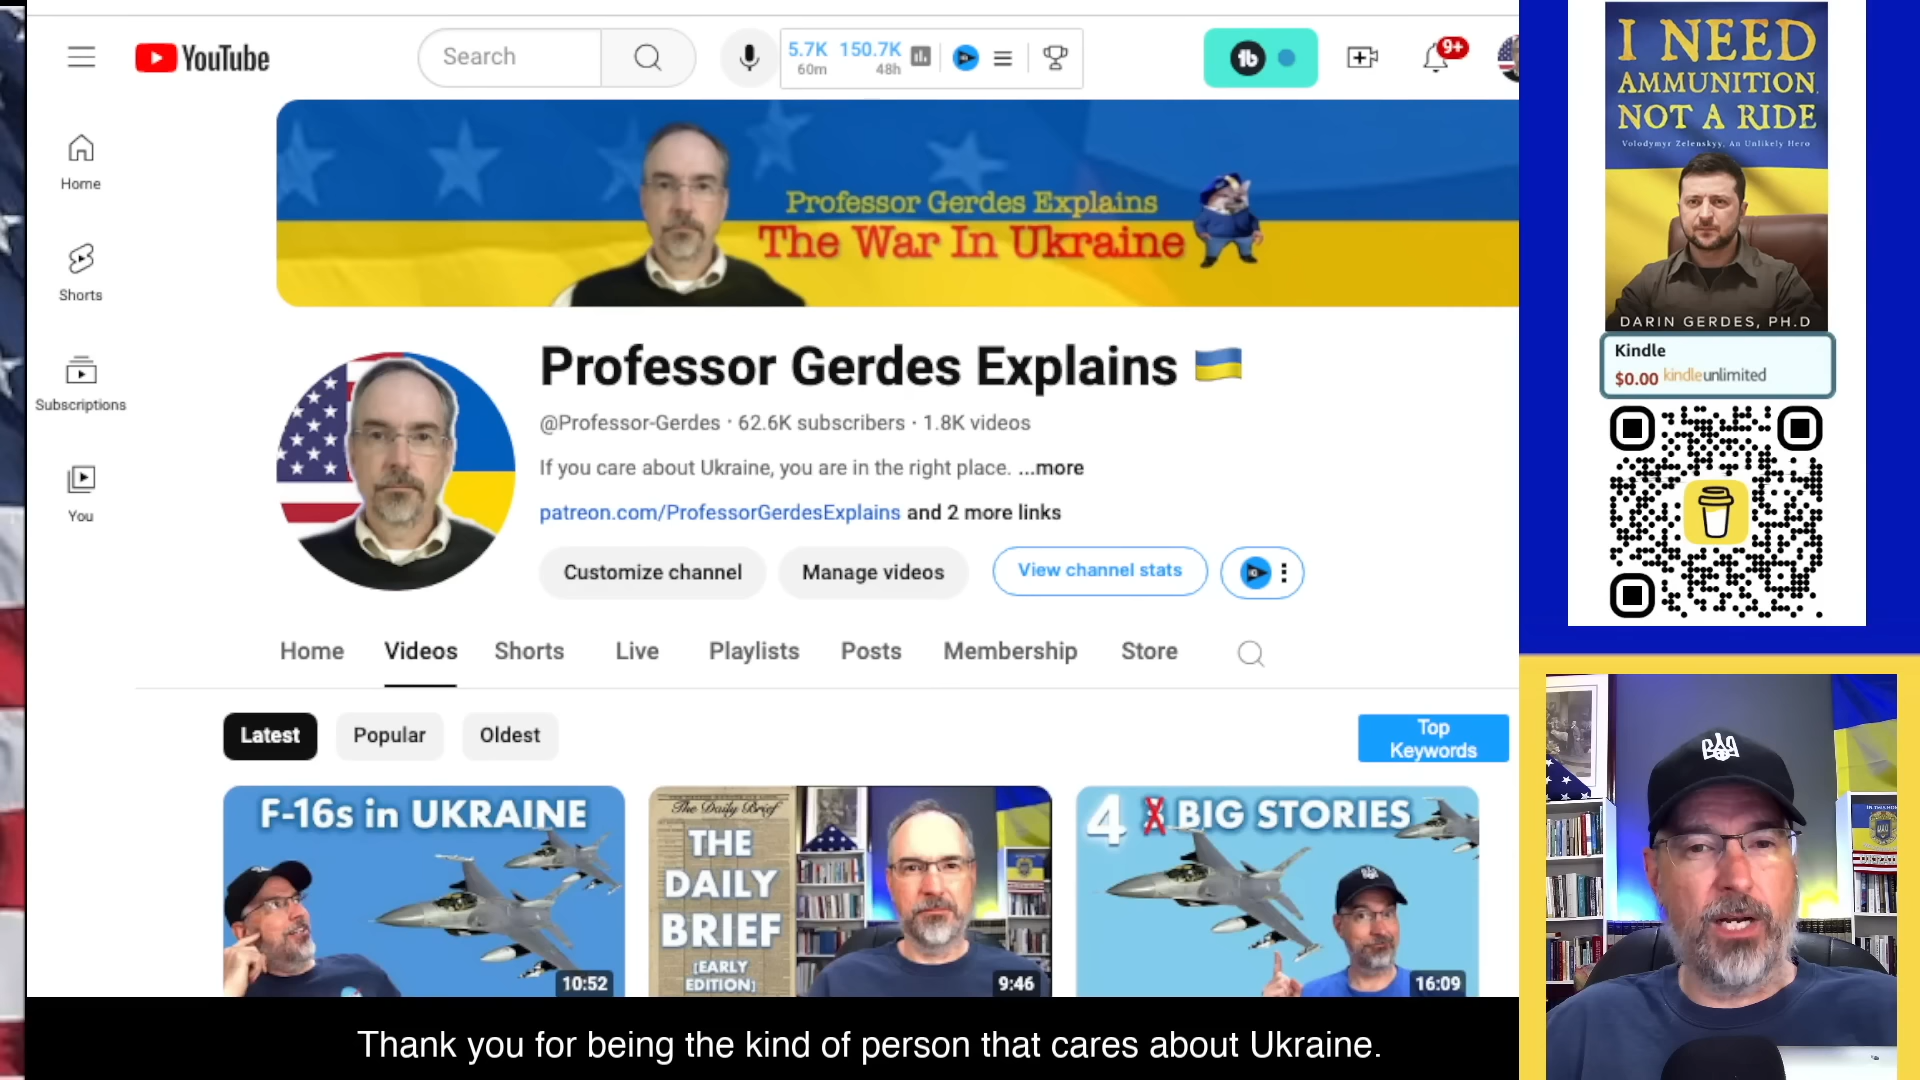 YouTube
Search
5.7K 150.7K
60m 48h
9+
Home
Shorts
Subscriptions
You
Professor Gerdes Explains
The War In Ukraine
Professor Gerdes Explains
@Professor-Gerdes · 62.6K subscribers · 1.8K videos
If you care about Ukraine, you are in the right place. ...more
patreon.com/ProfessorGerdesExplains and 2 more links
Customize channel
Manage videos
View channel stats
Home Videos Shorts Live Playlists Posts Membership Store
Latest
Popular
Oldest
Top
Keywords
F-16s in UKRAINE
10:52
The Daily Brief
THE
DAILY
BRIEF
[EARLY
EDITION]
9:46
4 X BIG STORIES
16:09
Thank you for being the kind of person that cares about Ukraine.
I NEED
AMMUNITION,
NOT A RIDE
Volodymyr Zelenskyy, An Unlikely Hero
DARIN GERDES, PH.D
Kindle
$0.00 kindleunlimited